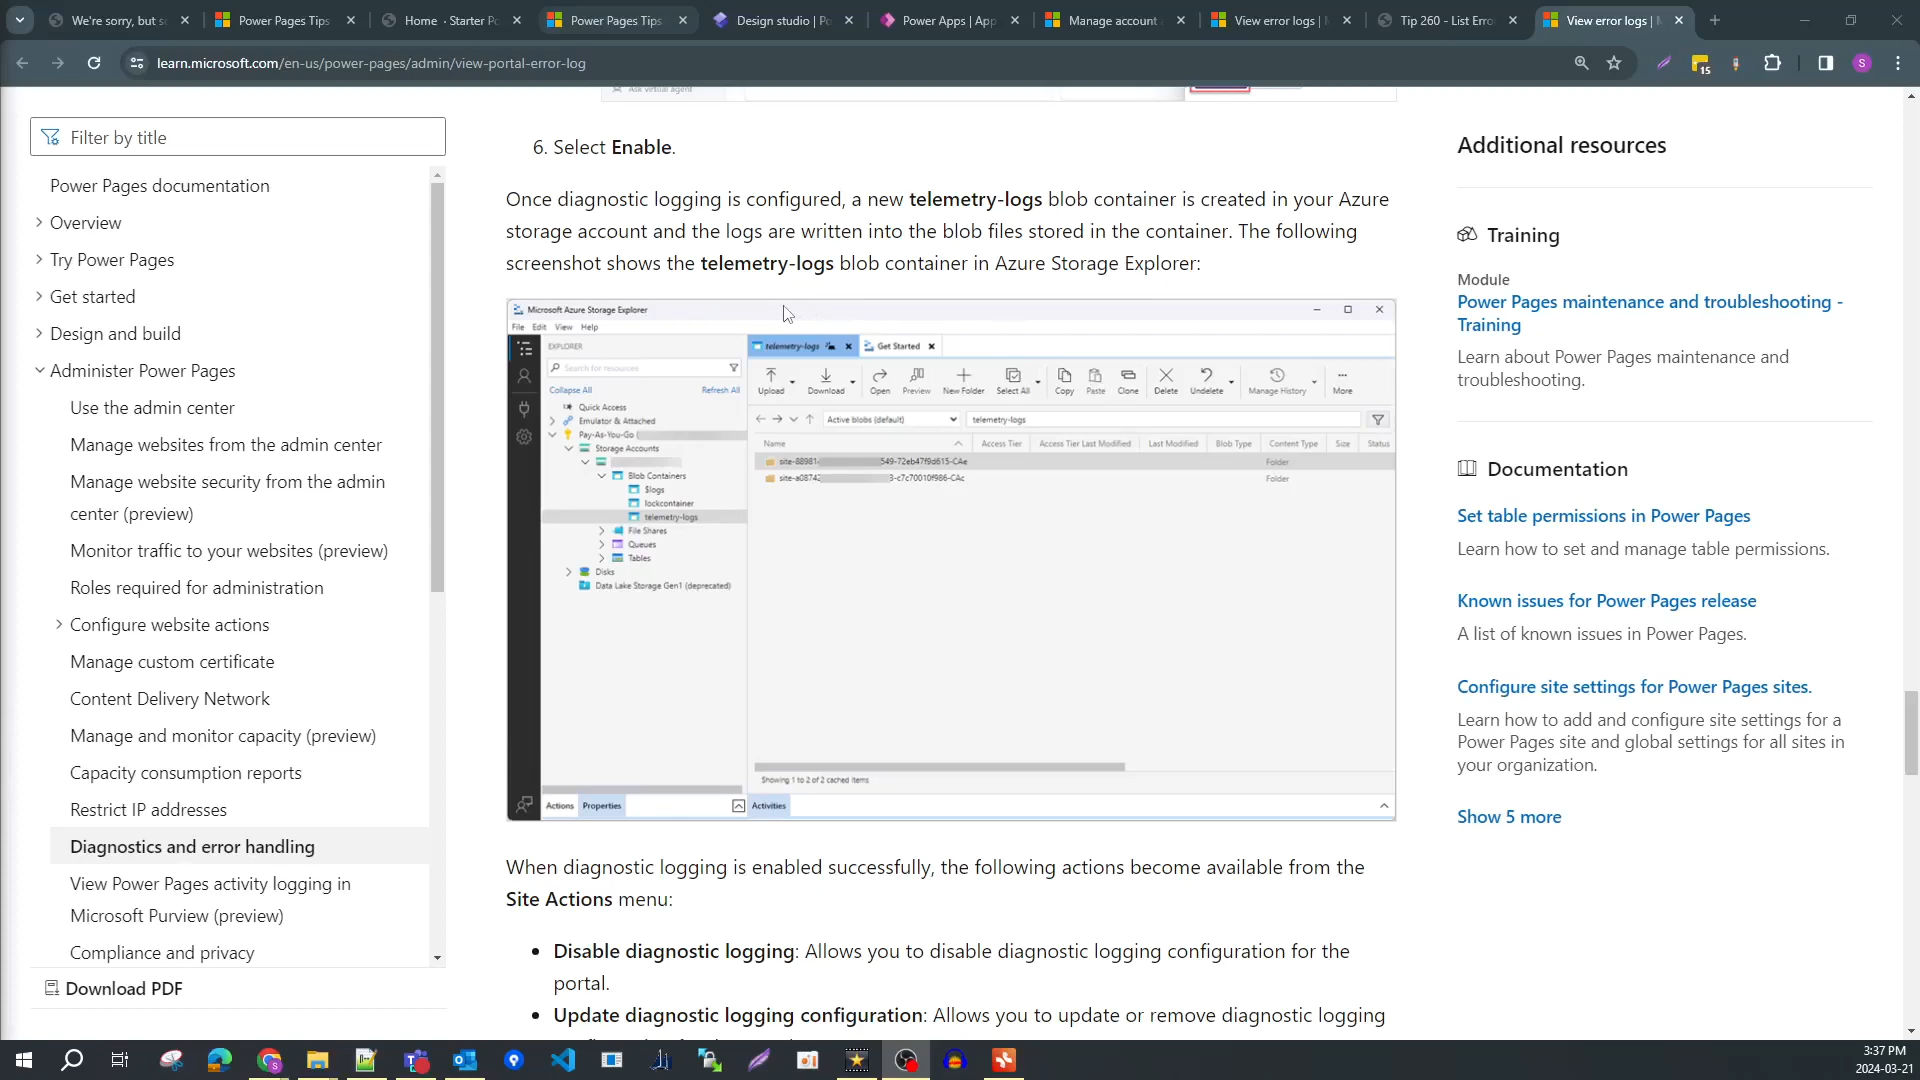 We're sorry, but s
Power Pages Tips
Home · Starter Po
Power Pages Tips
Design studio | Po
Power Apps | App
Manage account
View error logs | M
Tip 260 - List Erro
View error logs | M
learn.microsoft.com/en-us/power-pages/admin/view-portal-error-log
15
S
Filter by title
Power Pages documentation
Overview
Try Power Pages
Get started
Design and build
Administer Power Pages
Use the admin center
Manage websites from the admin center
Manage website security from the admin
center (preview)
Monitor traffic to your websites (preview)
Roles required for administration
Configure website actions
Manage custom certificate
Content Delivery Network
Manage and monitor capacity (preview)
Capacity consumption reports
Restrict IP addresses
Diagnostics and error handling
View Power Pages activity logging in
Microsoft Purview (preview)
Compliance and privacy
Download PDF
Ask virtual agent
6. Select Enable.
Once diagnostic logging is configured, a new telemetry-logs blob container is created in your Azure
storage account and the logs are written into the blob files stored in the container. The following
screenshot shows the telemetry-logs blob container in Azure Storage Explorer:
Microsoft Azure Storage Explorer
File Edit View Help
EXPLORER
Search for resources
Collapse All Refresh All
Quick Access
Emulator & Attached
Pay-As-You-Go
Storage Accounts
Blob Containers
$logs
lockcontainer
telemetry-logs
File Shares
Queues
Tables
Disks
Data Lake Storage Gen1 (deprecated)
Actions Properties
telemetry-logs Get Started
Upload Download Open Preview New Folder Select All Copy Paste Clone Delete Undelete Manage History More
Active blobs (default) telemetry-logs
Name Access Tier Access Tier Last Modified Last Modified Blob Type Content Type Size Status
site-88981 549-72eb47f9d615-CAe Folder
site-a08742 3-c7c70010f986-CAc Folder
Showing 1 to 2 of 2 cached items
Activities
When diagnostic logging is enabled successfully, the following actions become available from the
Site Actions menu:
• Disable diagnostic logging: Allows you to disable diagnostic logging configuration for the
portal.
• Update diagnostic logging configuration: Allows you to update or remove diagnostic logging
Additional resources
Training
Module
Power Pages maintenance and troubleshooting -
Training
Learn about Power Pages maintenance and
troubleshooting.
Documentation
Set table permissions in Power Pages
Learn how to set and manage table permissions.
Known issues for Power Pages release
A list of known issues in Power Pages.
Configure site settings for Power Pages sites.
Learn how to add and configure site settings for a
Power Pages site and global settings for all sites in
your organization.
Show 5 more
3:37 PM
2024-03-21